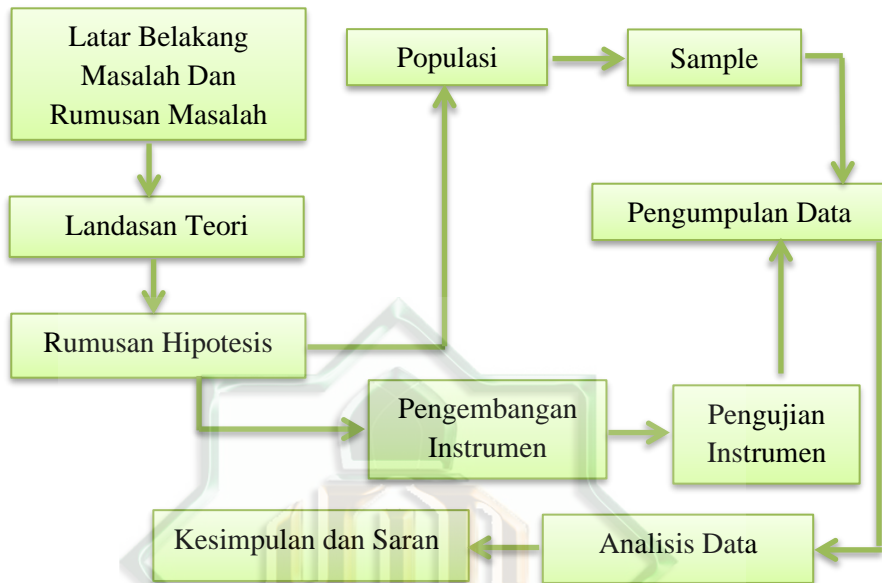 Latar Belakang
Masalah Dan
Rumusan Masalah
Populasi
Sample
Landasan Teori
Pengumpulan Data
Rumusan Hipotesis
Pengembangan
Instrumen
Pengujian
Instrumen
Kesimpulan dan Saran
Analisis Data